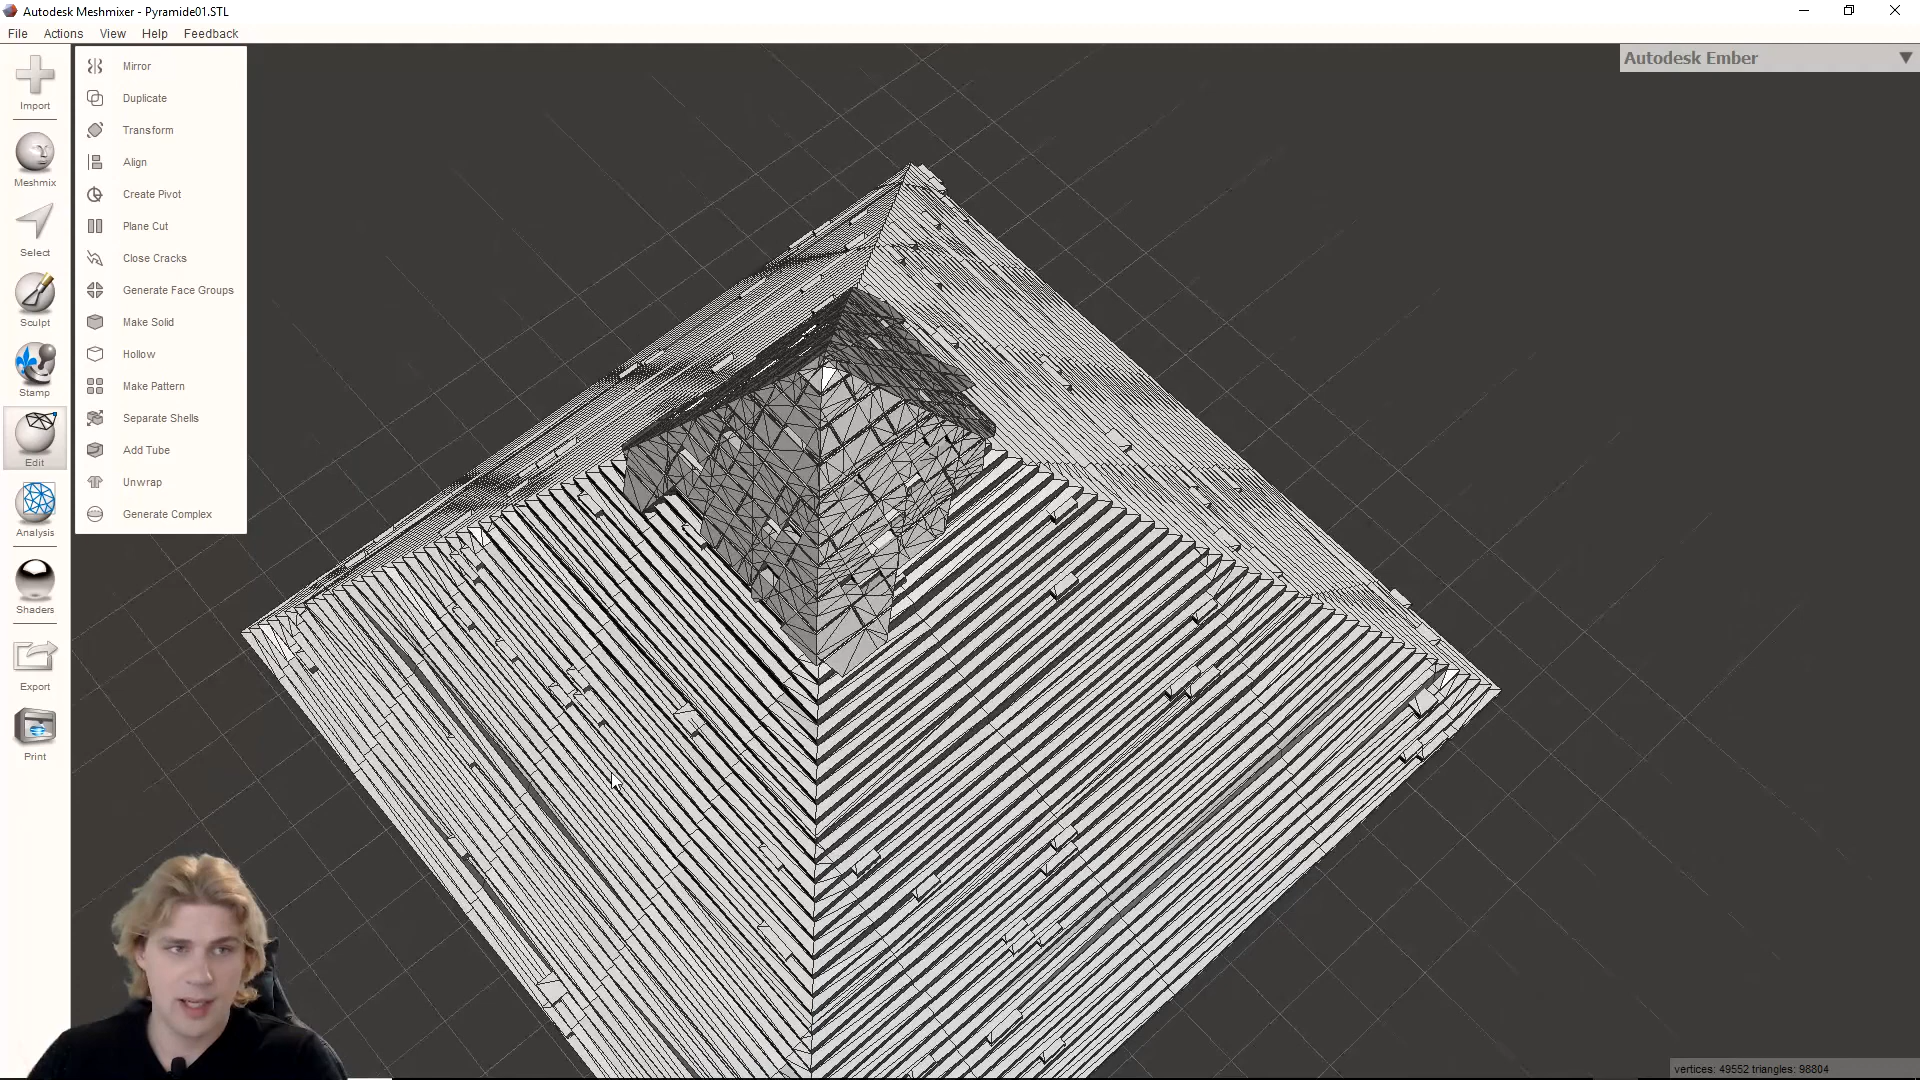 Autodesk Meshmixer - Pyramide01.STL
File Actions View Help Feedback
Import
Meshmix
Select
Sculpt
Stamp
Edit
Analysis
Shaders
Export
Print
Mirror
Duplicate
Transform
Align
Create Pivot
Plane Cut
Close Cracks
Generate Face Groups
Make Solid
Hollow
Make Pattern
Separate Shells
Add Tube
Unwrap
Generate Complex
Autodesk Ember
vertices: 49552 triangles: 98804